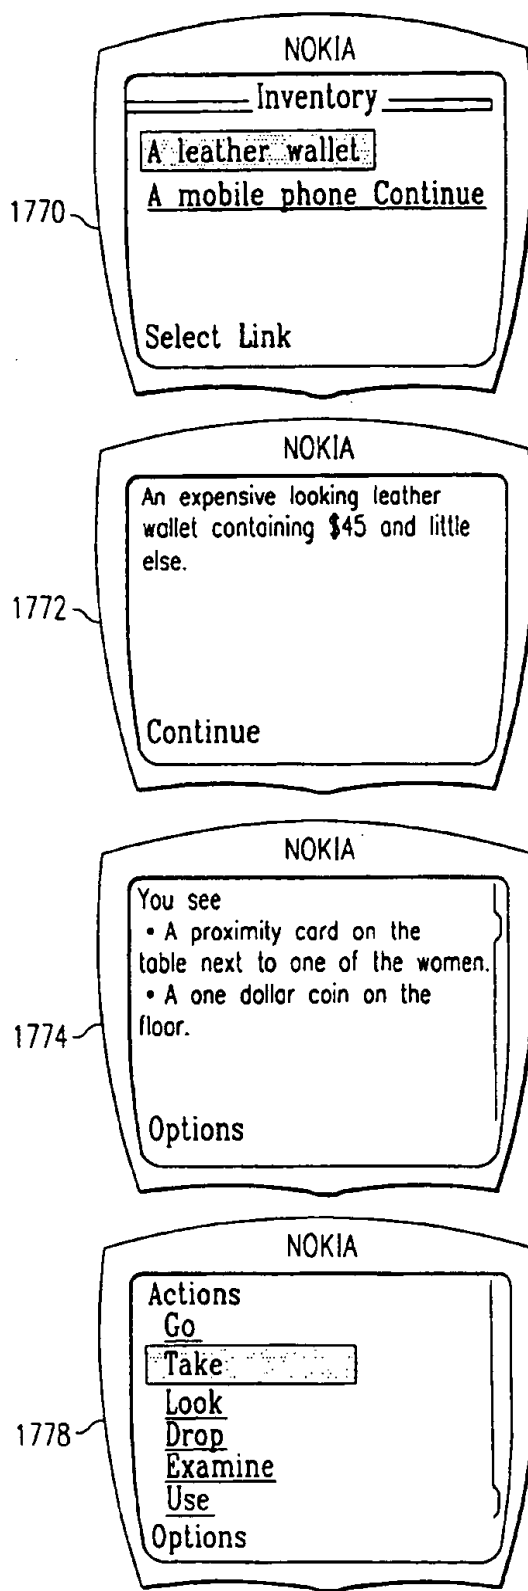 NOKIA
Inventory
A leather wallet
A mobile phone Continue
1770
Select Link
NOKIA
An expensive looking leather
wallet containing $45 and little
else.
1772
Continue
NOKIA
You see
• A proximity card on the
table next to one of the women.
• A one dollar coin on the
floor.
1774
Options
NOKIA
Actions
Go
Take
Look
1778
Drop
Examine
Use
Options